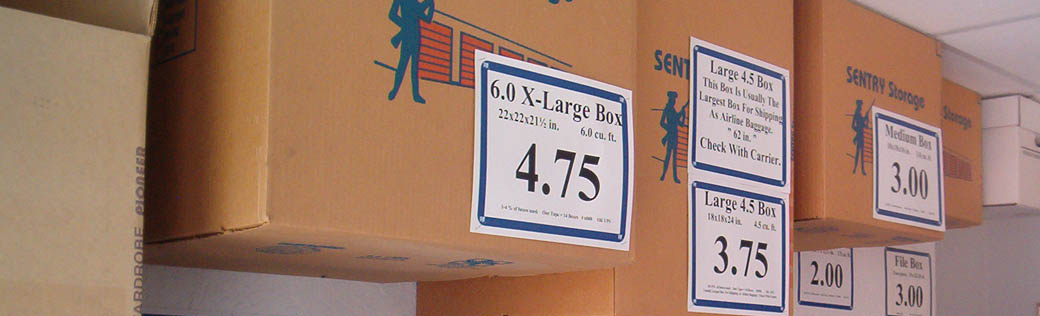 WARDROBE PIONEER
Storage
6.0 X-Large Box
22x22x21½ in. 6.0 cu. ft.
4.75
SENT
Large 4.5 Box
This Box Is Usually The
Largest Box For Shipping
As Airline Baggage.
" 62 in. "
Check With Carrier.
Large 4.5 Box
18x18x24 in. 4.5 cu. ft.
3.75
SENTRY Storage
Medium Box
3.00
Storage
2.00
File Box
3.00